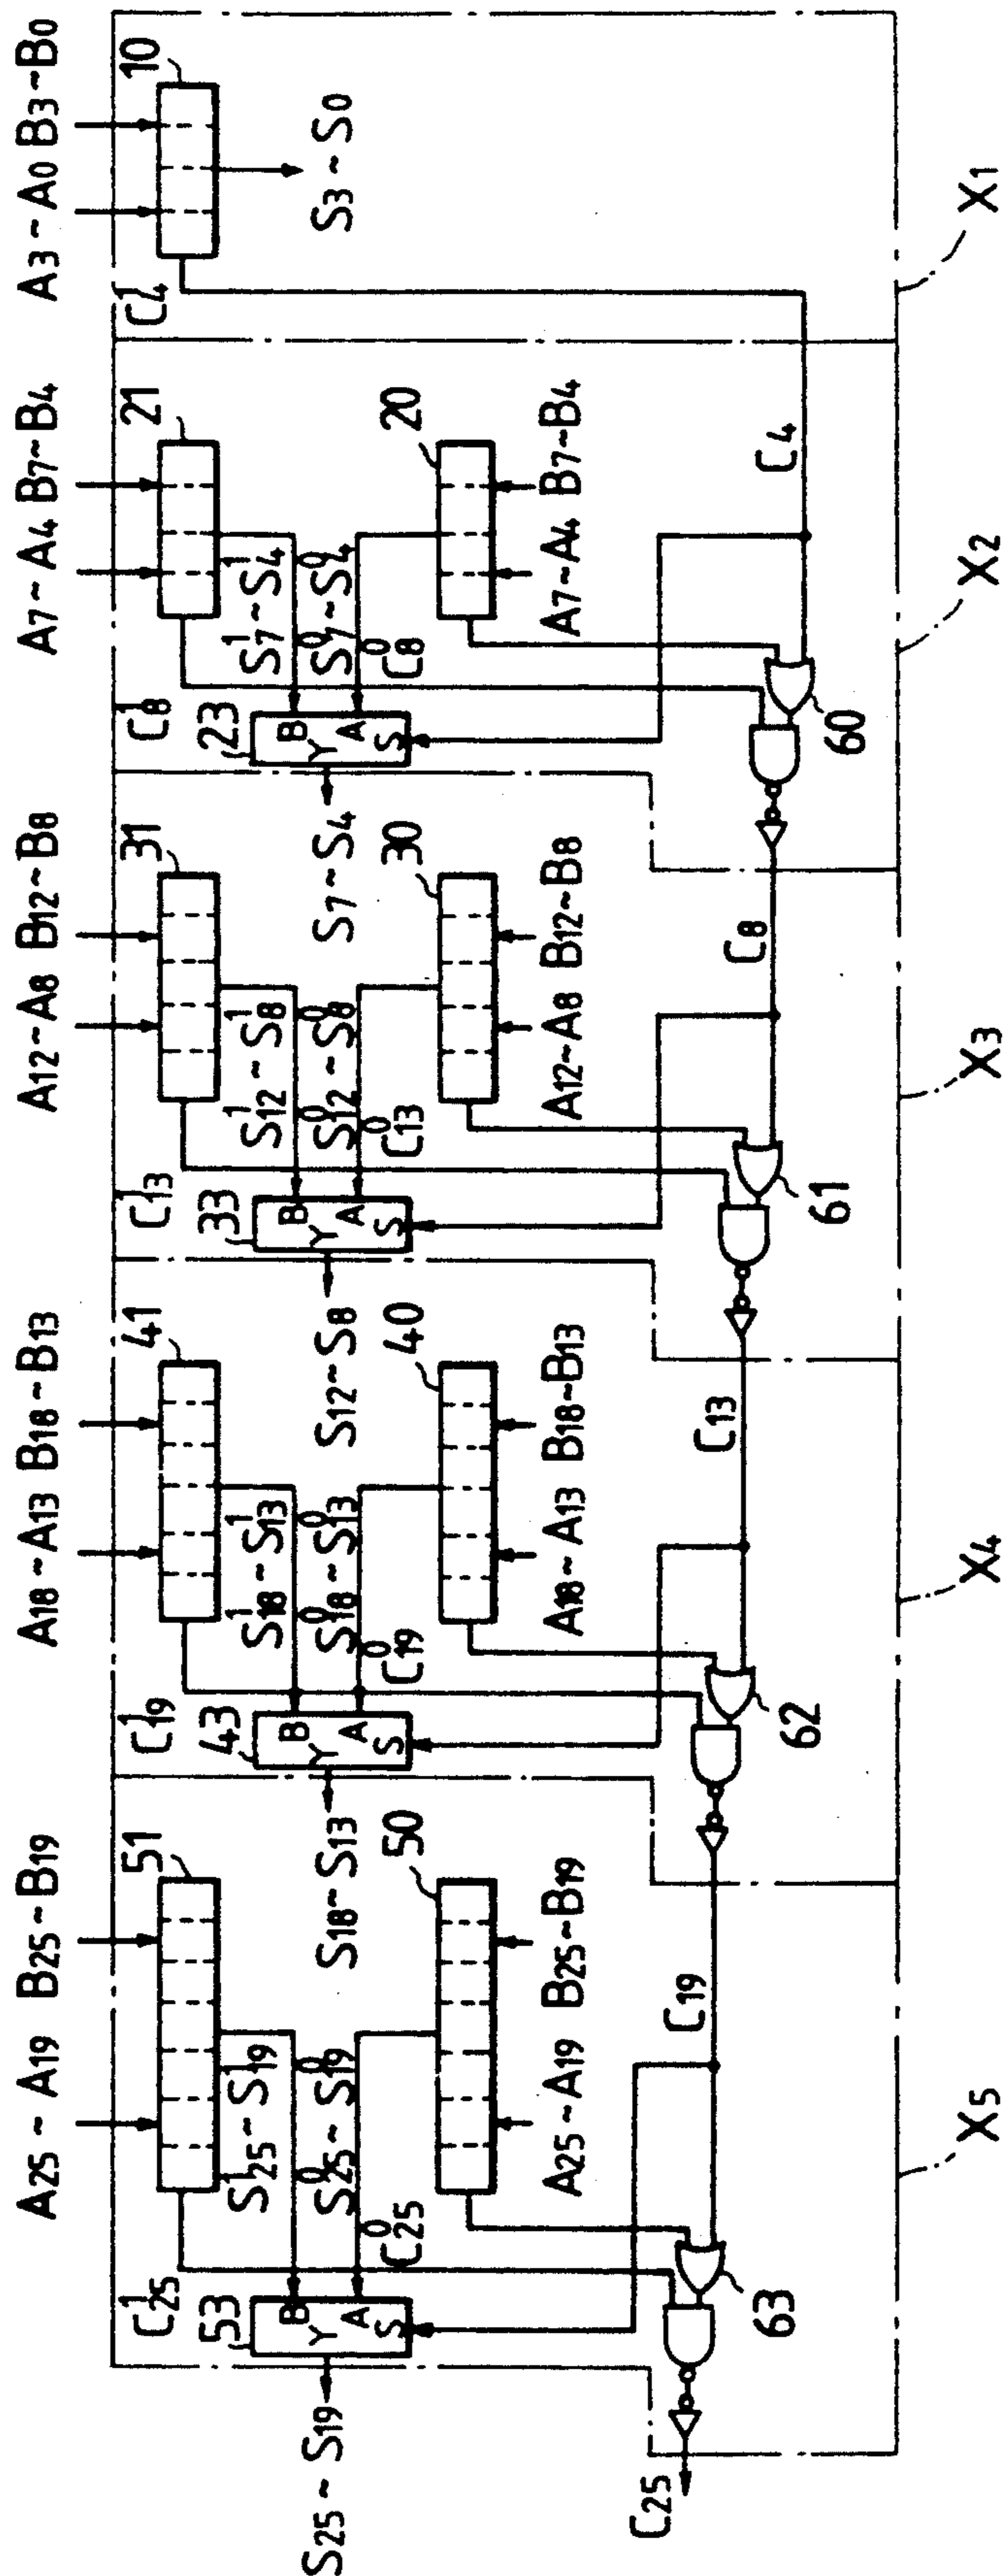 A25 ~ A19 B25 ~ B19
A18 ~ A13 B18 ~ B13
A12 ~ A8 B12 ~ B8
A7 ~ A4 B7 ~ B4
A3 ~ A0 B3 ~ B0
C¹25
51
C¹19
41
C¹13
31
C¹8
21
C¹4
10
53
S¹25 ~ S¹19
43
S¹18 ~ S¹13
33
S¹12 ~ S¹8
23
S¹7 ~ S¹4
B
Y
A
S
B
Y
A
S
B
Y
A
S
B
Y
A
S
S⁰25 ~ S⁰19
S⁰18 ~ S⁰13
S⁰12 ~ S⁰8
S⁰7 ~ S⁰4
S25 ~ S19
S18 ~ S13
S12 ~ S8
S7 ~ S4
S3 ~ S0
C⁰25
50
C⁰19
40
C⁰13
30
C⁰8
20
A25 ~ A19 B25 ~ B19
A18 ~ A13 B18 ~ B13
A12 ~ A8 B12 ~ B8
A7 ~ A4 B7 ~ B4
C25
C19
C13
C8
C4
63
62
61
60
X5
X4
X3
X2
X1